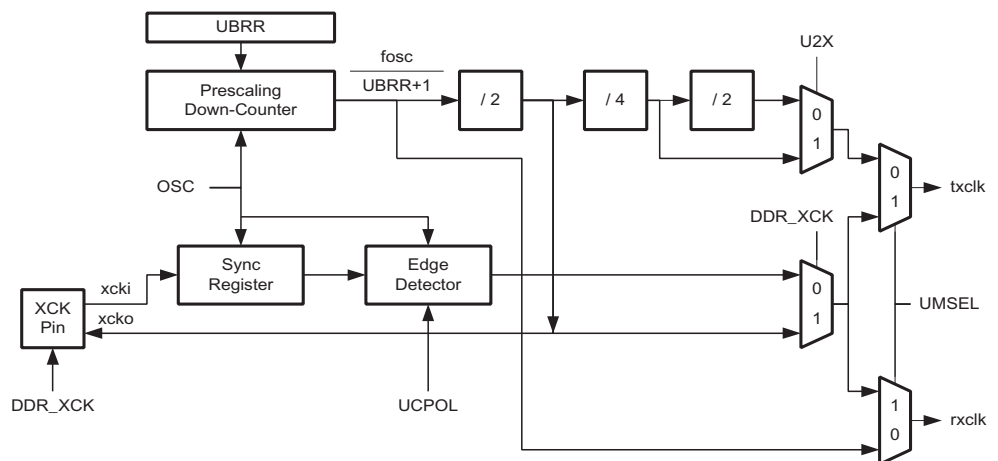 UBRR
fosc
UBRR+1
U2X
Prescaling
Down-Counter
/ 2
/ 4
/ 2
0
1
OSC
0
1
txclk
DDR_XCK
Sync
Register
Edge
Detector
0
1
xcki
XCK
Pin
xcko
UMSEL
DDR_XCK
UCPOL
1
0
rxclk